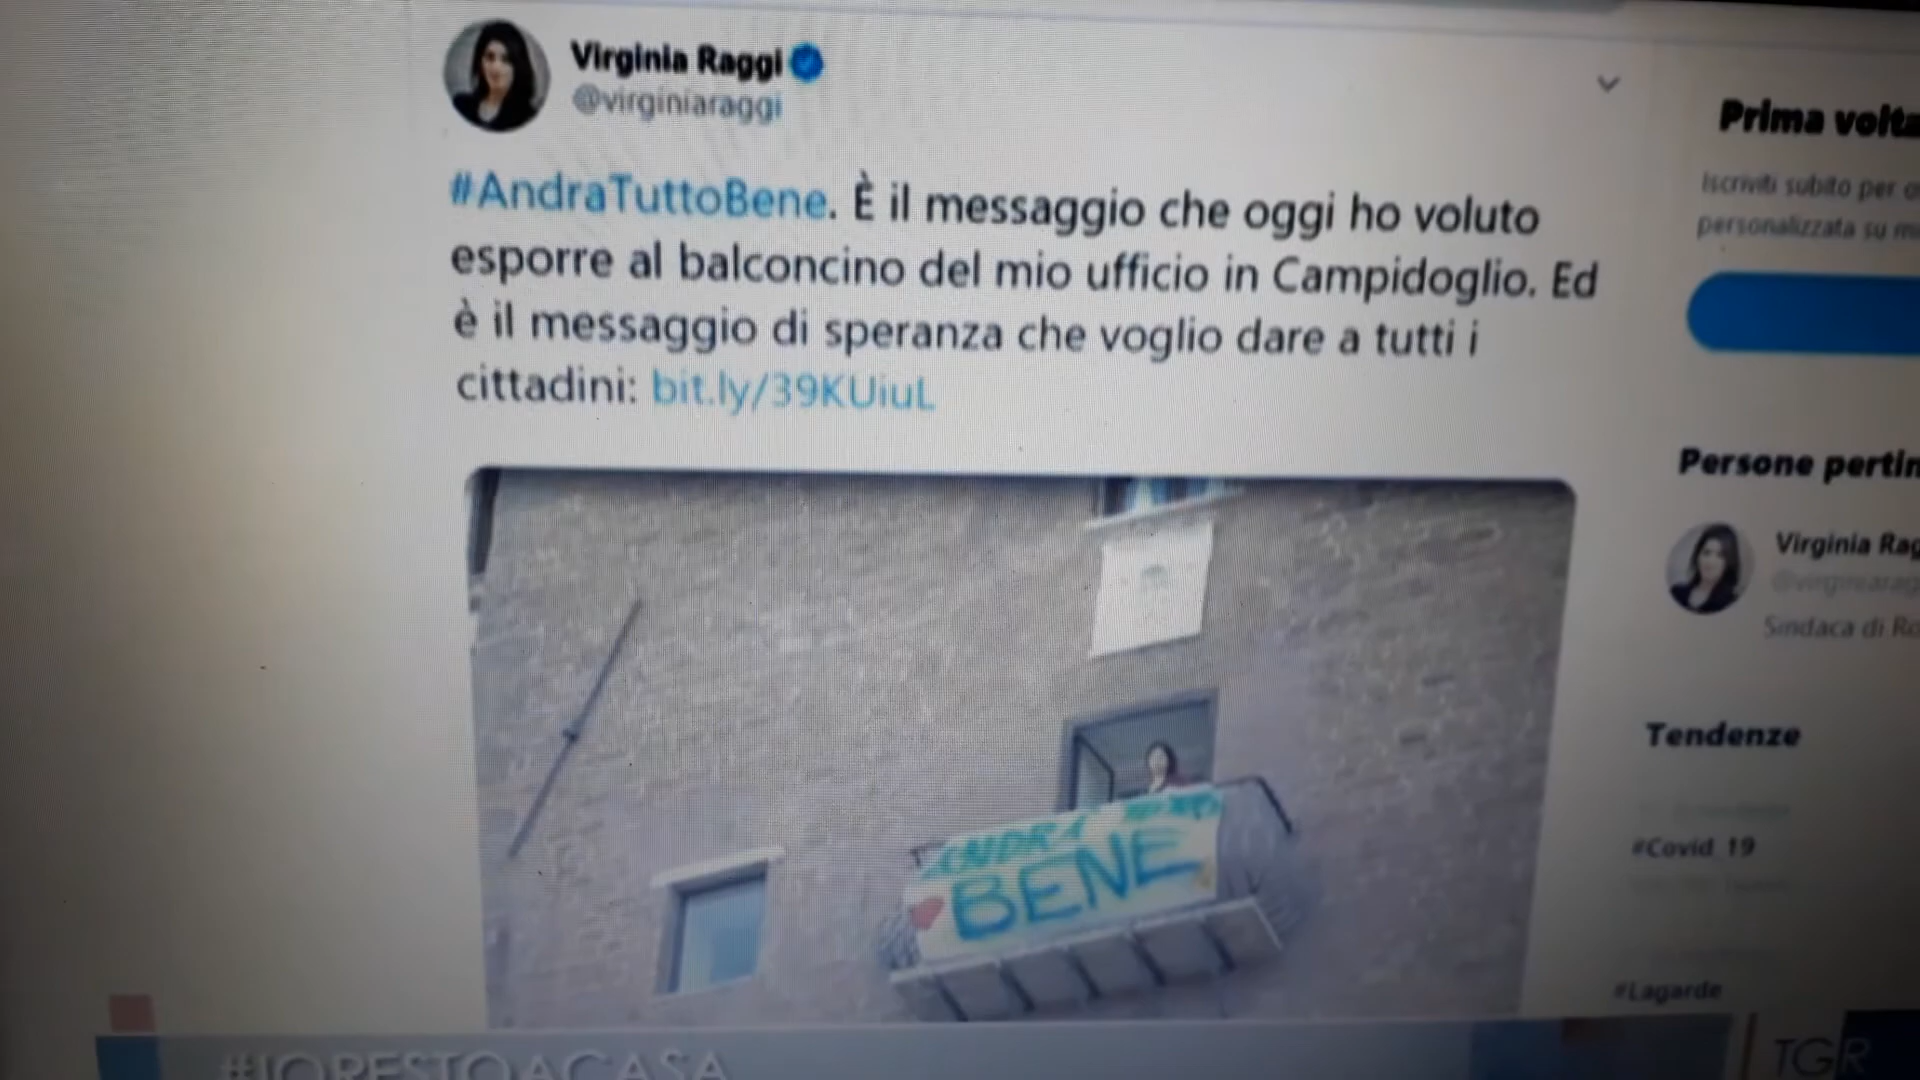 Virginia Raggi
@virginiaraggi
#AndraTuttoBene. È il messaggio che oggi ho voluto
esporre al balconcino del mio ufficio in Campidoglio. Ed
è il messaggio di speranza che voglio dare a tutti i
cittadini: bit.ly/39KUiuL
ANDRÀ
BENE
Prima volta
Iscriviti subito per
personalizzata su
Persone pertin
Virginia Rag
@virginiarag
Sindaca di Ro
Tendenze
#Covid_19
#Lagarde
#IORESTOACASA
TGR